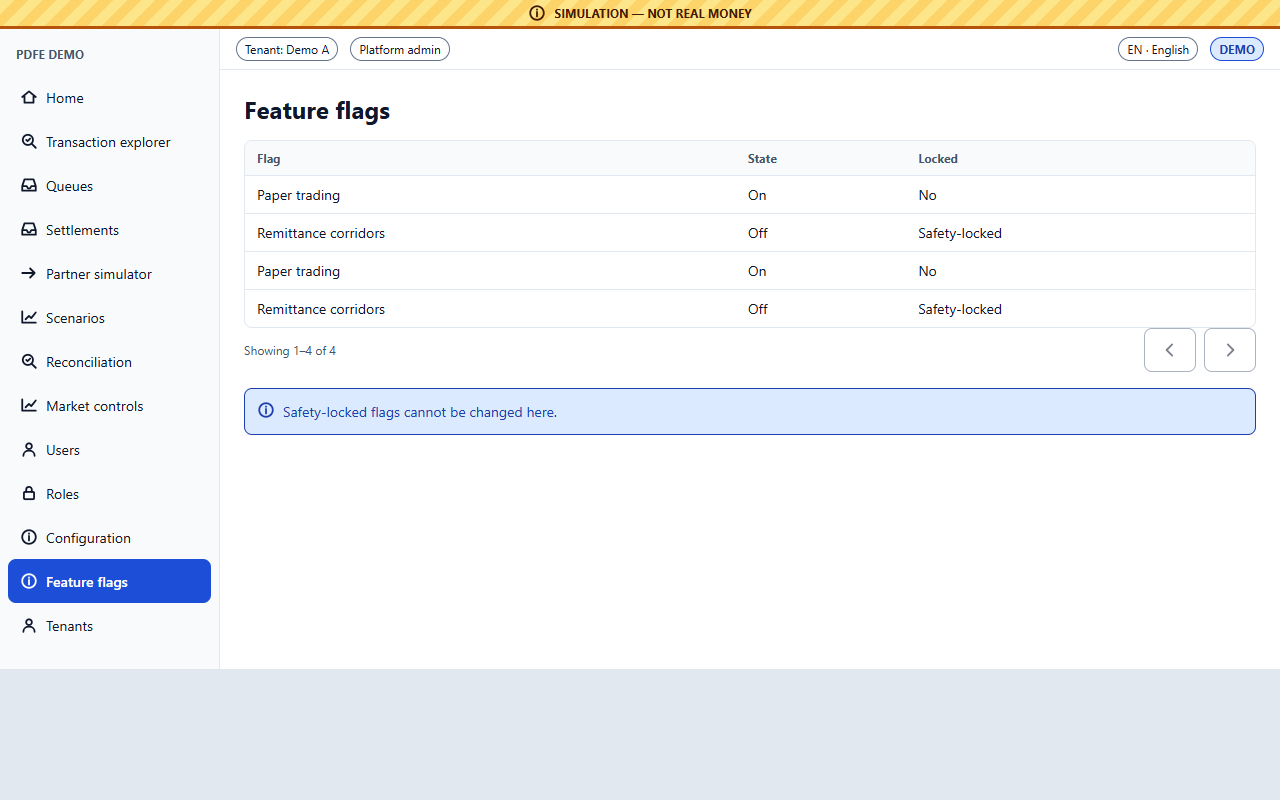 SIMULATION — NOT REAL MONEY
PDFE DEMO
Tenant: Demo A
Platform admin
EN · English
DEMO
Home
Transaction explorer
Queues
Settlements
Partner simulator
Scenarios
Reconciliation
Market controls
Users
Roles
Configuration
Feature flags
Tenants
Feature flags
Flag State Locked
Paper trading On No
Remittance corridors Off Safety-locked
Paper trading On No
Remittance corridors Off Safety-locked
Showing 1–4 of 4
Safety-locked flags cannot be changed here.